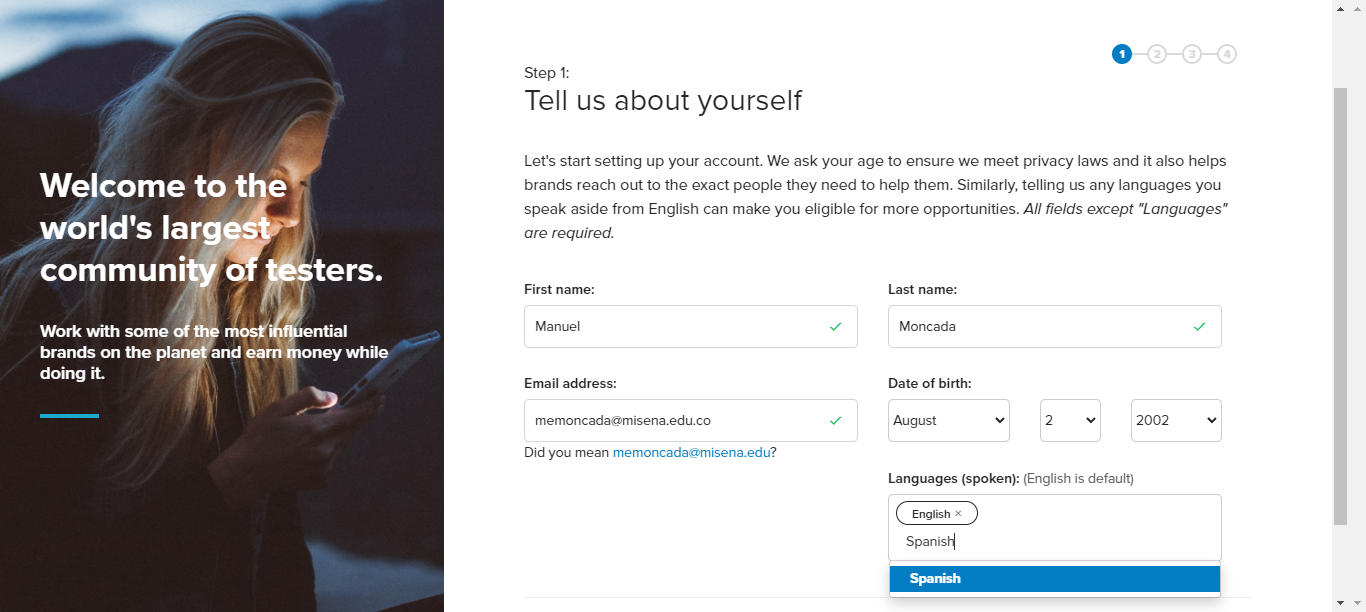 Welcome to the
world's largest
community of testers.
Work with some of the most influential
brands on the planet and earn money while
doing it.
1 2 3 4
Step 1:
Tell us about yourself
Let's start setting up your account. We ask your age to ensure we meet privacy laws and it also helps
brands reach out to the exact people they need to help them. Similarly, telling us any languages you
speak aside from English can make you eligible for more opportunities. All fields except "Languages"
are required.
First name:
Manuel
Last name:
Moncada
Email address:
memoncada@misena.edu.co
Did you mean memoncada@misena.edu?
Date of birth:
August 2 2002
Languages (spoken): (English is default)
English ×
Spanish
Spanish